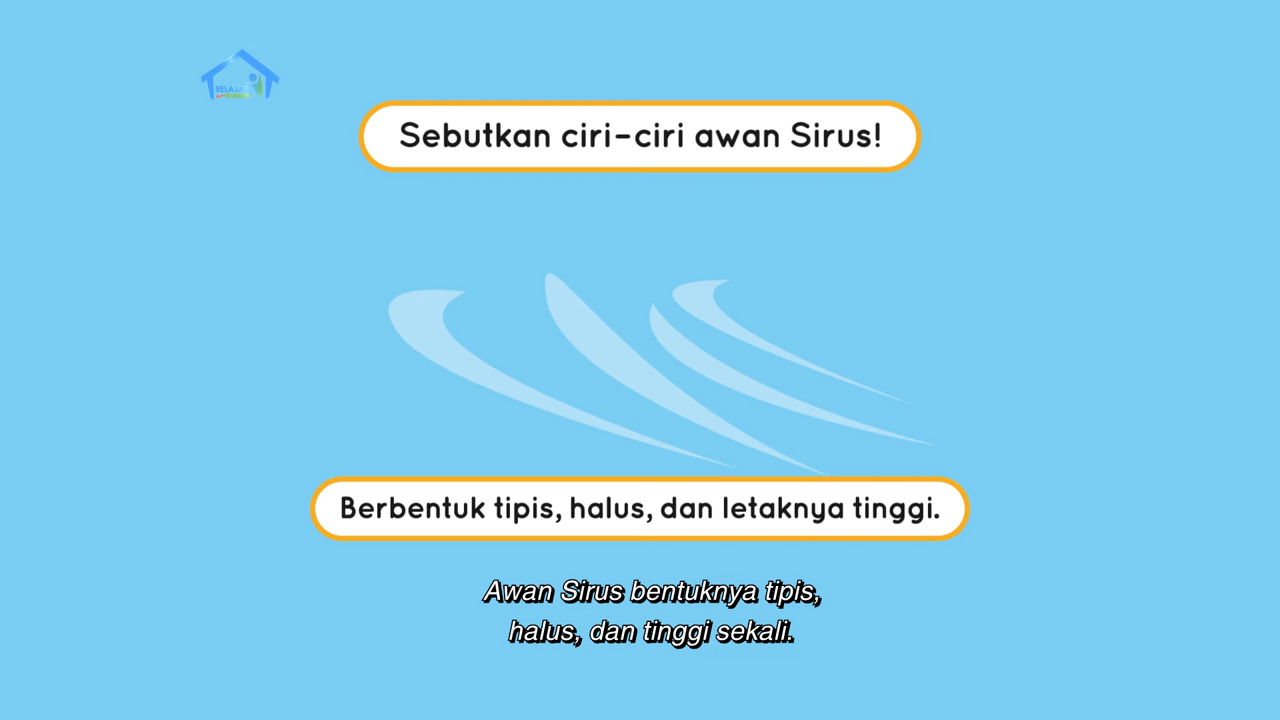 BELAJAR
Sebutkan ciri-ciri awan Sirus!
Berbentuk tipis, halus, dan letaknya tinggi.
Awan Sirus bentuknya tipis,
halus, dan tinggi sekali.